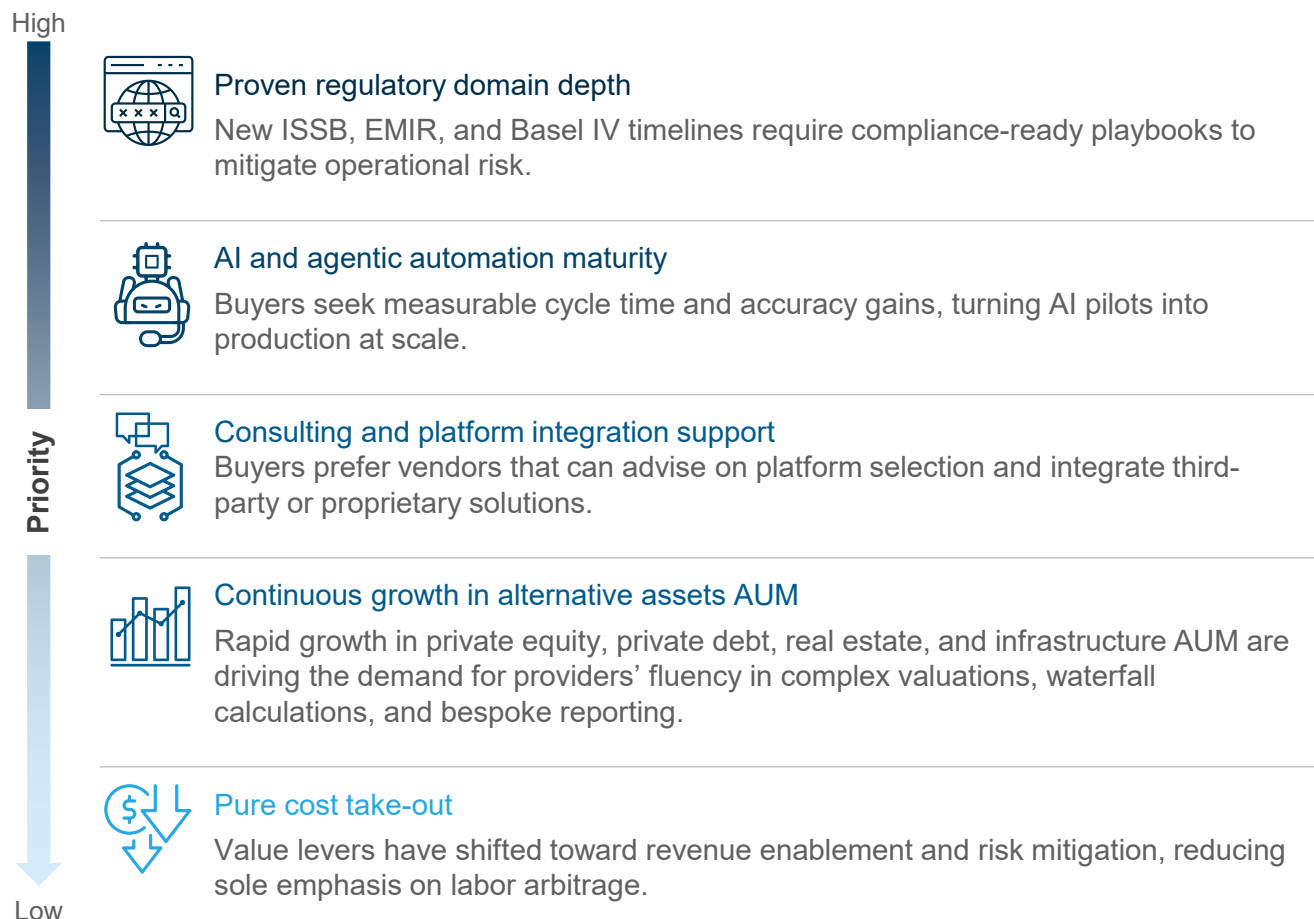 High
Proven regulatory domain depth
New ISSB, EMIR, and Basel IV timelines require compliance-ready playbooks to
mitigate operational risk.
AI and agentic automation maturity
Buyers seek measurable cycle time and accuracy gains, turning AI pilots into
production at scale.
Priority
Consulting and platform integration support
Buyers prefer vendors that can advise on platform selection and integrate third-
party or proprietary solutions.
Continuous growth in alternative assets AUM
Rapid growth in private equity, private debt, real estate, and infrastructure AUM are
driving the demand for providers’ fluency in complex valuations, waterfall
calculations, and bespoke reporting.
$
Pure cost take-out
Value levers have shifted toward revenue enablement and risk mitigation, reducing
sole emphasis on labor arbitrage.
Low